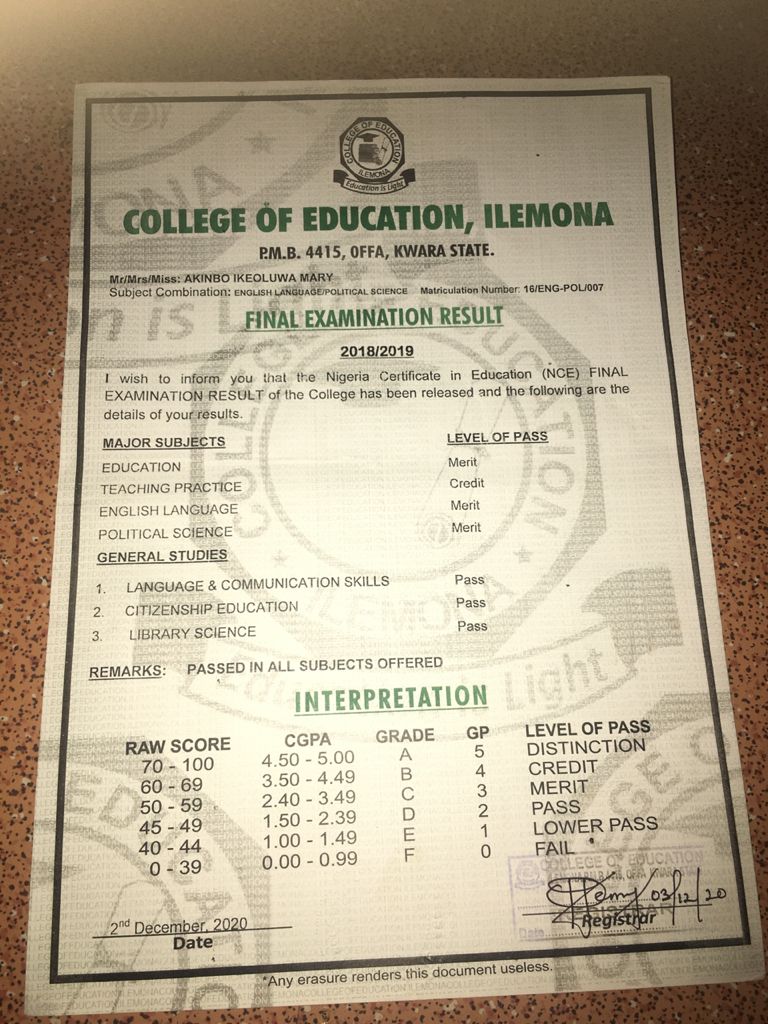 COLLEGE OF EDUCATION
ILEMONA
Education is Light
COLLEGE OF EDUCATION, ILEMONA
P.M.B. 4415, OFFA, KWARA STATE.
Mr/Mrs/Miss: AKINBO IKEOLUWA MARY
Subject Combination: ENGLISH LANGUAGE/POLITICAL SCIENCE Matriculation Number: 16/ENG-POL/007
FINAL EXAMINATION RESULT
2018/2019
I wish to inform you that the Nigeria Certificate in Education (NCE) FINAL
EXAMINATION RESULT of the College has been released and the following are the
details of your results.
MAJOR SUBJECTS LEVEL OF PASS
EDUCATION Merit
TEACHING PRACTICE Credit
ENGLISH LANGUAGE Merit
POLITICAL SCIENCE Merit
GENERAL STUDIES
1. LANGUAGE & COMMUNICATION SKILLS Pass
2. CITIZENSHIP EDUCATION Pass
3. LIBRARY SCIENCE Pass
REMARKS: PASSED IN ALL SUBJECTS OFFERED
INTERPRETATION
RAW SCORE CGPA GRADE GP LEVEL OF PASS
70 - 100 4.50 - 5.00 A 5 DISTINCTION
60 - 69 3.50 - 4.49 B 4 CREDIT
50 - 59 2.40 - 3.49 C 3 MERIT
45 - 49 1.50 - 2.39 D 2 PASS
40 - 44 1.00 - 1.49 E 1 LOWER PASS
0 - 39 0.00 - 0.99 F 0 FAIL
COLLEGE OF EDUCATION
03/12/20
REGISTRAR
Date
2nd December, 2020
Date
Registrar
*Any erasure renders this document useless.